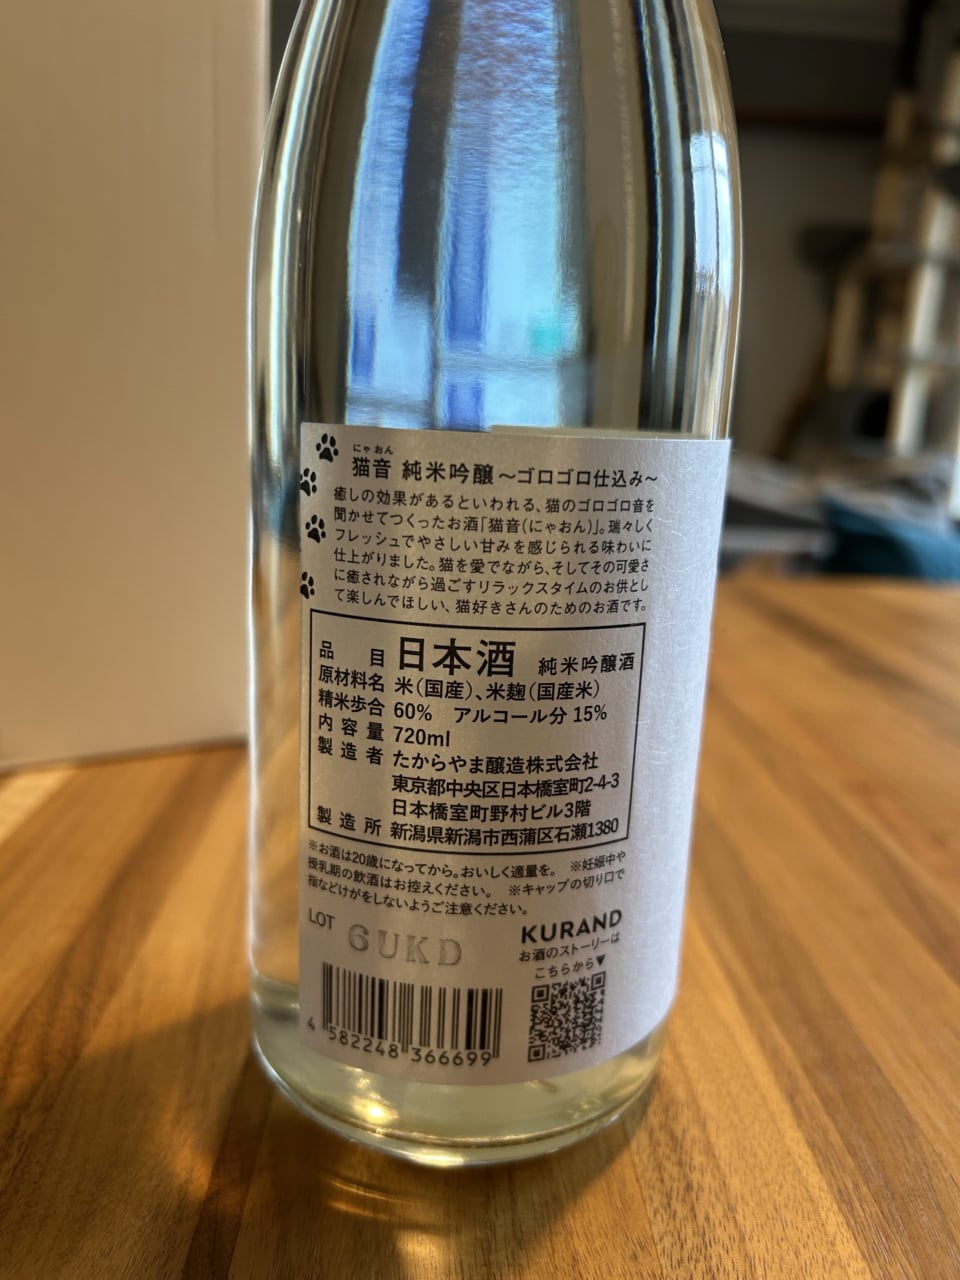 にゃおん
猫音 純米吟醸～ゴロゴロ仕込み～
癒しの効果があるといわれる、猫のゴロゴロ音を
聞かせてつくったお酒「猫音(にゃおん)」。瑞々しく
フレッシュでやさしい甘みを感じられる味わいに
仕上がりました。猫を愛でながら、そしてその可愛さ
に癒されながら過ごすリラックスタイムのお供とし
て楽しんでほしい、猫好きさんのためのお酒です。
品目 日本酒 純米吟醸酒
原材料名 米(国産)、米麹(国産米)
精米歩合 60% アルコール分 15%
内容量 720ml
製造者 たからやま醸造株式会社
東京都中央区日本橋室町2-4-3
日本橋室町野村ビル3階
製造所 新潟県新潟市西蒲区石瀬1380
※お酒は20歳になってから。おいしく適量を。 ※妊娠中や
授乳期の飲酒はお控えください。 ※キャップの切り口で
指などけがをしないようご注意ください。
LOT 6UKD
KURAND
お酒のストーリーは
こちらから▼
4 582248 366699